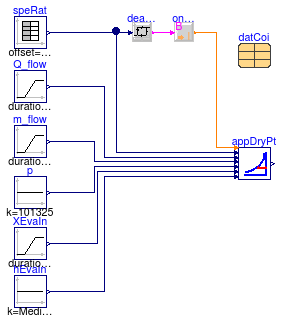 speRat
offset=...
dea...
on...
B
datCoi
Q_flow
duratio...
m_flow
duratio...
appDryPt
p
k=101325
XEvaIn
duratio...
hEvaIn
k=Medi...